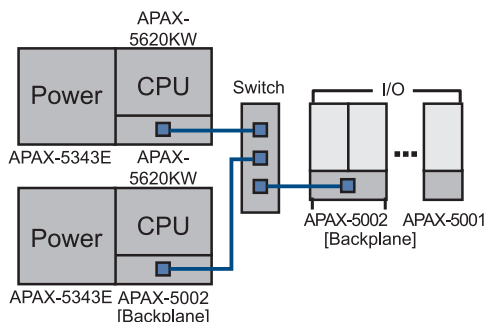 APAX-
5620KW
Power
CPU
Switch
I/O
APAX-5343E
APAX-
5620KW
Power
CPU
APAX-5002
[Backplane]
APAX-5001
APAX-5343E
APAX-5002
[Backplane]